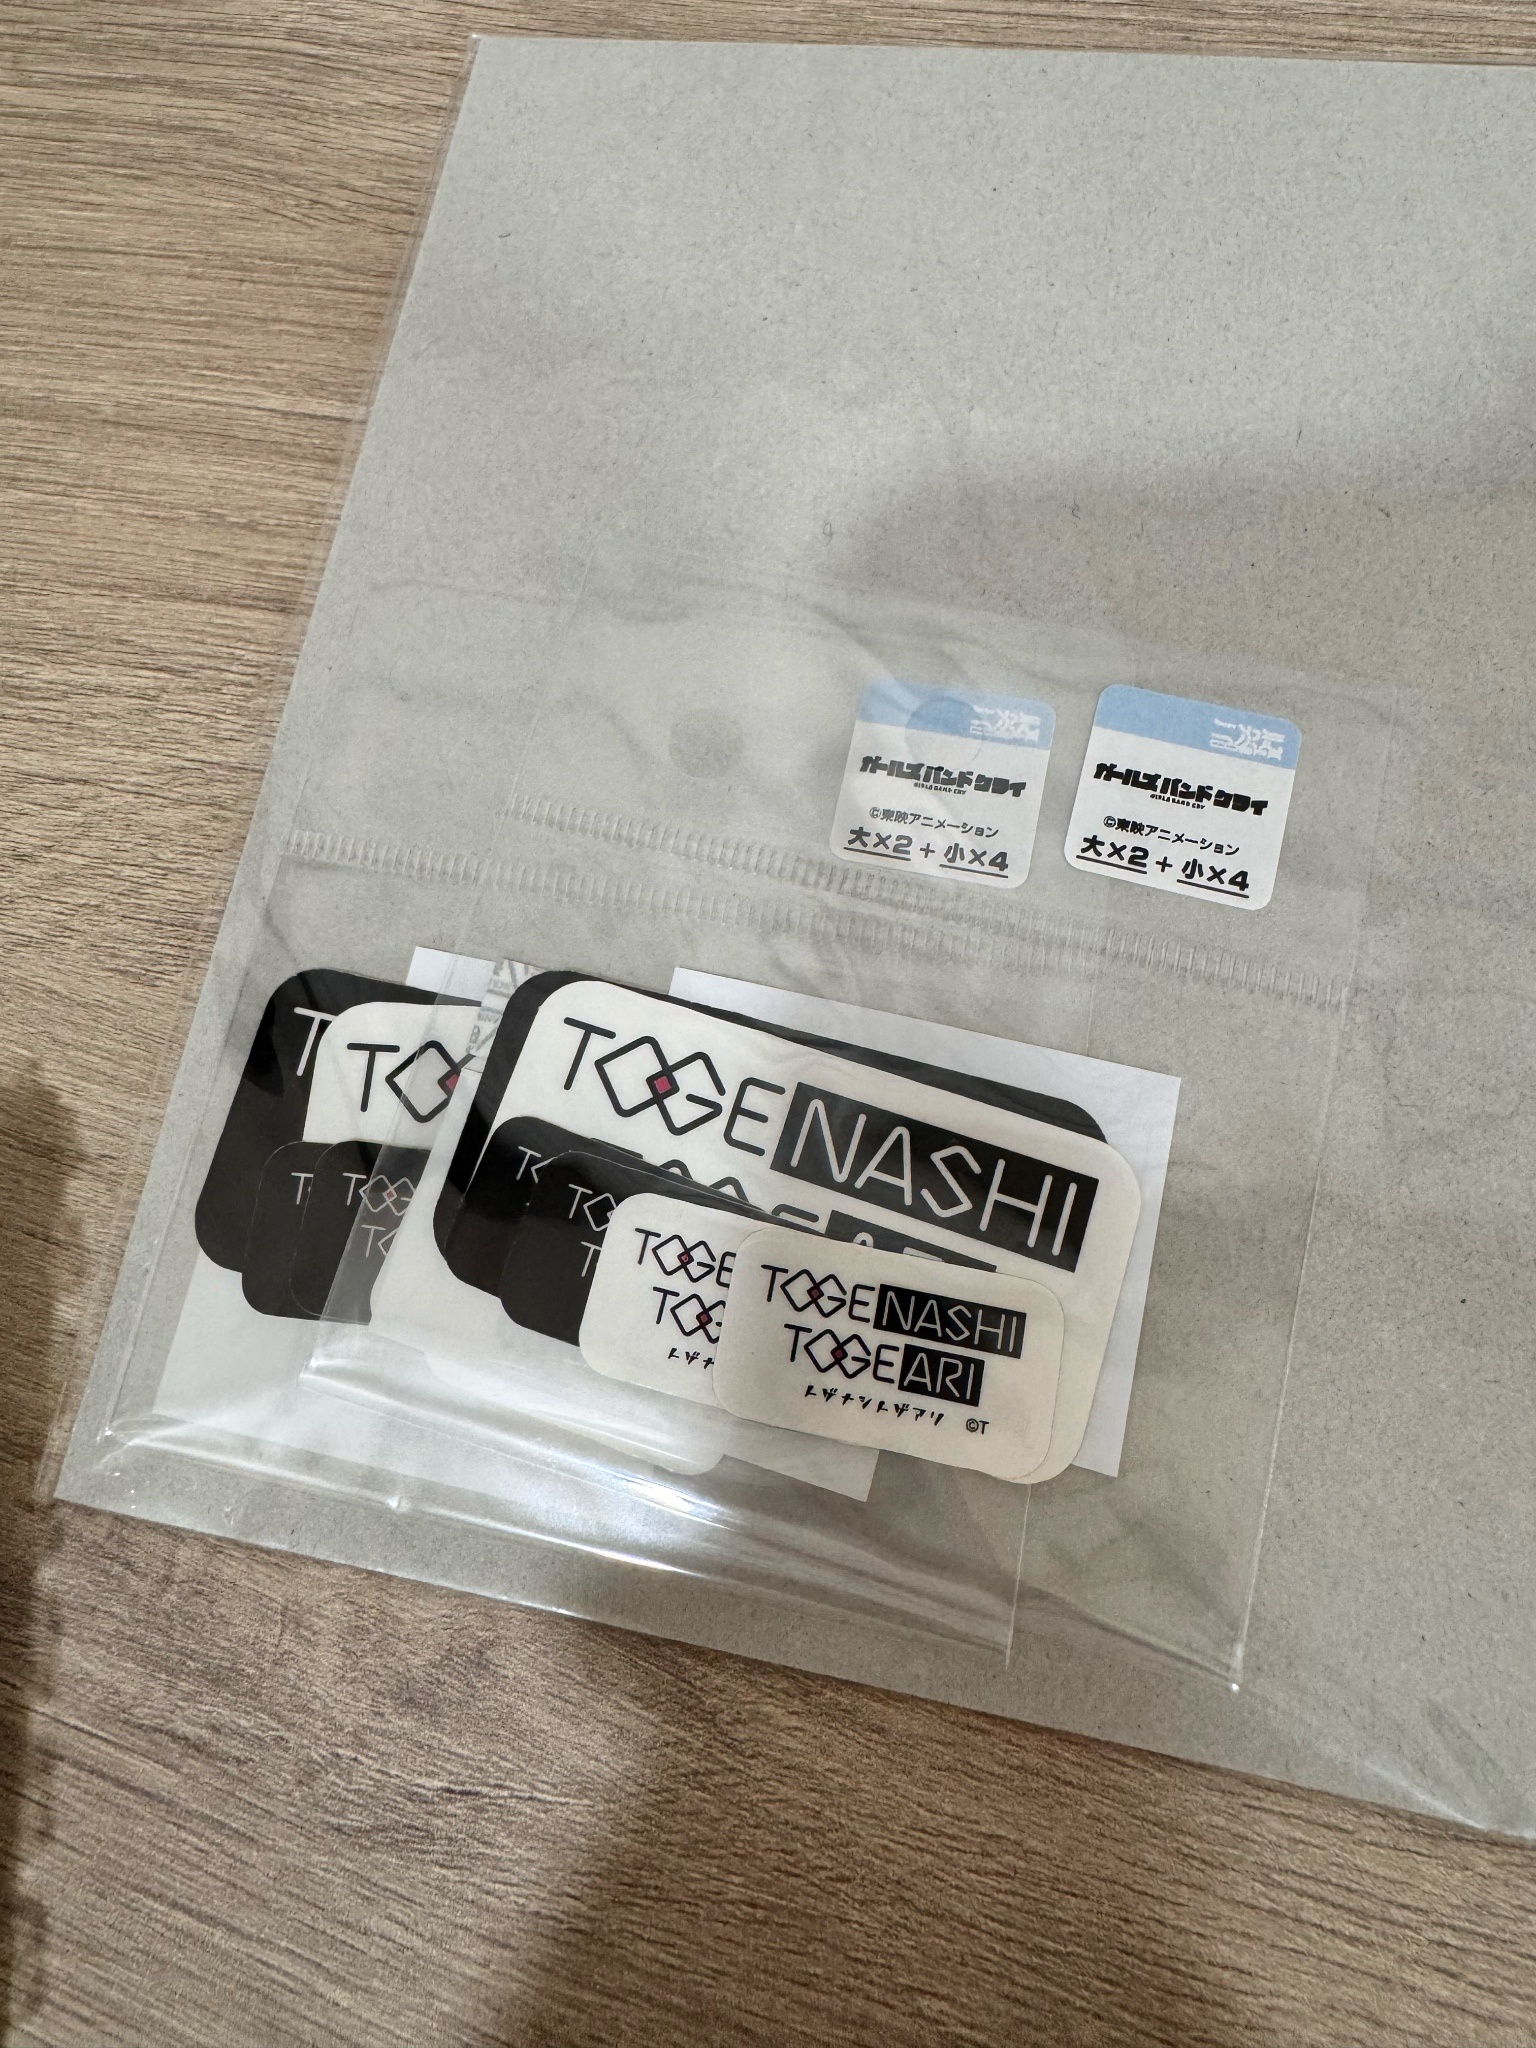 ガールズバンドクライ
GIRLS BAND CRY
©東映アニメーション
大×2 + 小×4
ガールズバンドクライ
GIRLS BAND CRY
©東映アニメーション
大×2 + 小×4
TOGENASHI
TOGE
TOGE
TOGENASHI
TOGEARI
トゲナシトゲアリ ©T